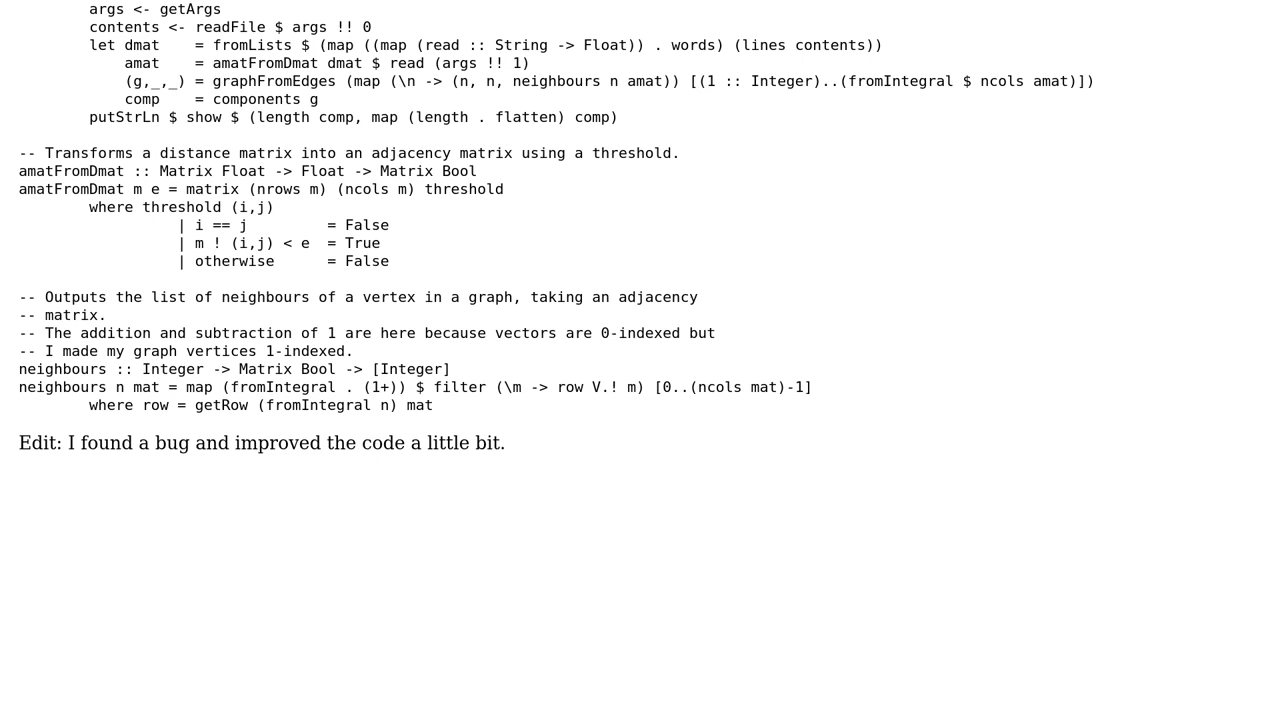 args <- getArgs
contents <- readFile $ args !! 0
let dmat    = fromLists $ (map ((map (read :: String -> Float)) . words) (lines contents))
amat    = amatFromDmat dmat $ read (args !! 1)
(g,_,_) = graphFromEdges (map (\n -> (n, n, neighbours n amat)) [(1 :: Integer)..(fromIntegral $ ncols amat)])
comp    = components g
putStrLn $ show $ (length comp, map (length . flatten) comp)
-- Transforms a distance matrix into an adjacency matrix using a threshold.
amatFromDmat :: Matrix Float -> Float -> Matrix Bool
amatFromDmat m e = matrix (nrows m) (ncols m) threshold
where threshold (i,j)
| i == j         = False
| m ! (i,j) < e  = True
| otherwise      = False
-- Outputs the list of neighbours of a vertex in a graph, taking an adjacency
-- matrix.
-- The addition and subtraction of 1 are here because vectors are 0-indexed but
-- I made my graph vertices 1-indexed.
neighbours :: Integer -> Matrix Bool -> [Integer]
neighbours n mat = map (fromIntegral . (1+)) $ filter (\m -> row V.! m) [0..(ncols mat)-1]
where row = getRow (fromIntegral n) mat
Edit: I found a bug and improved the code a little bit.